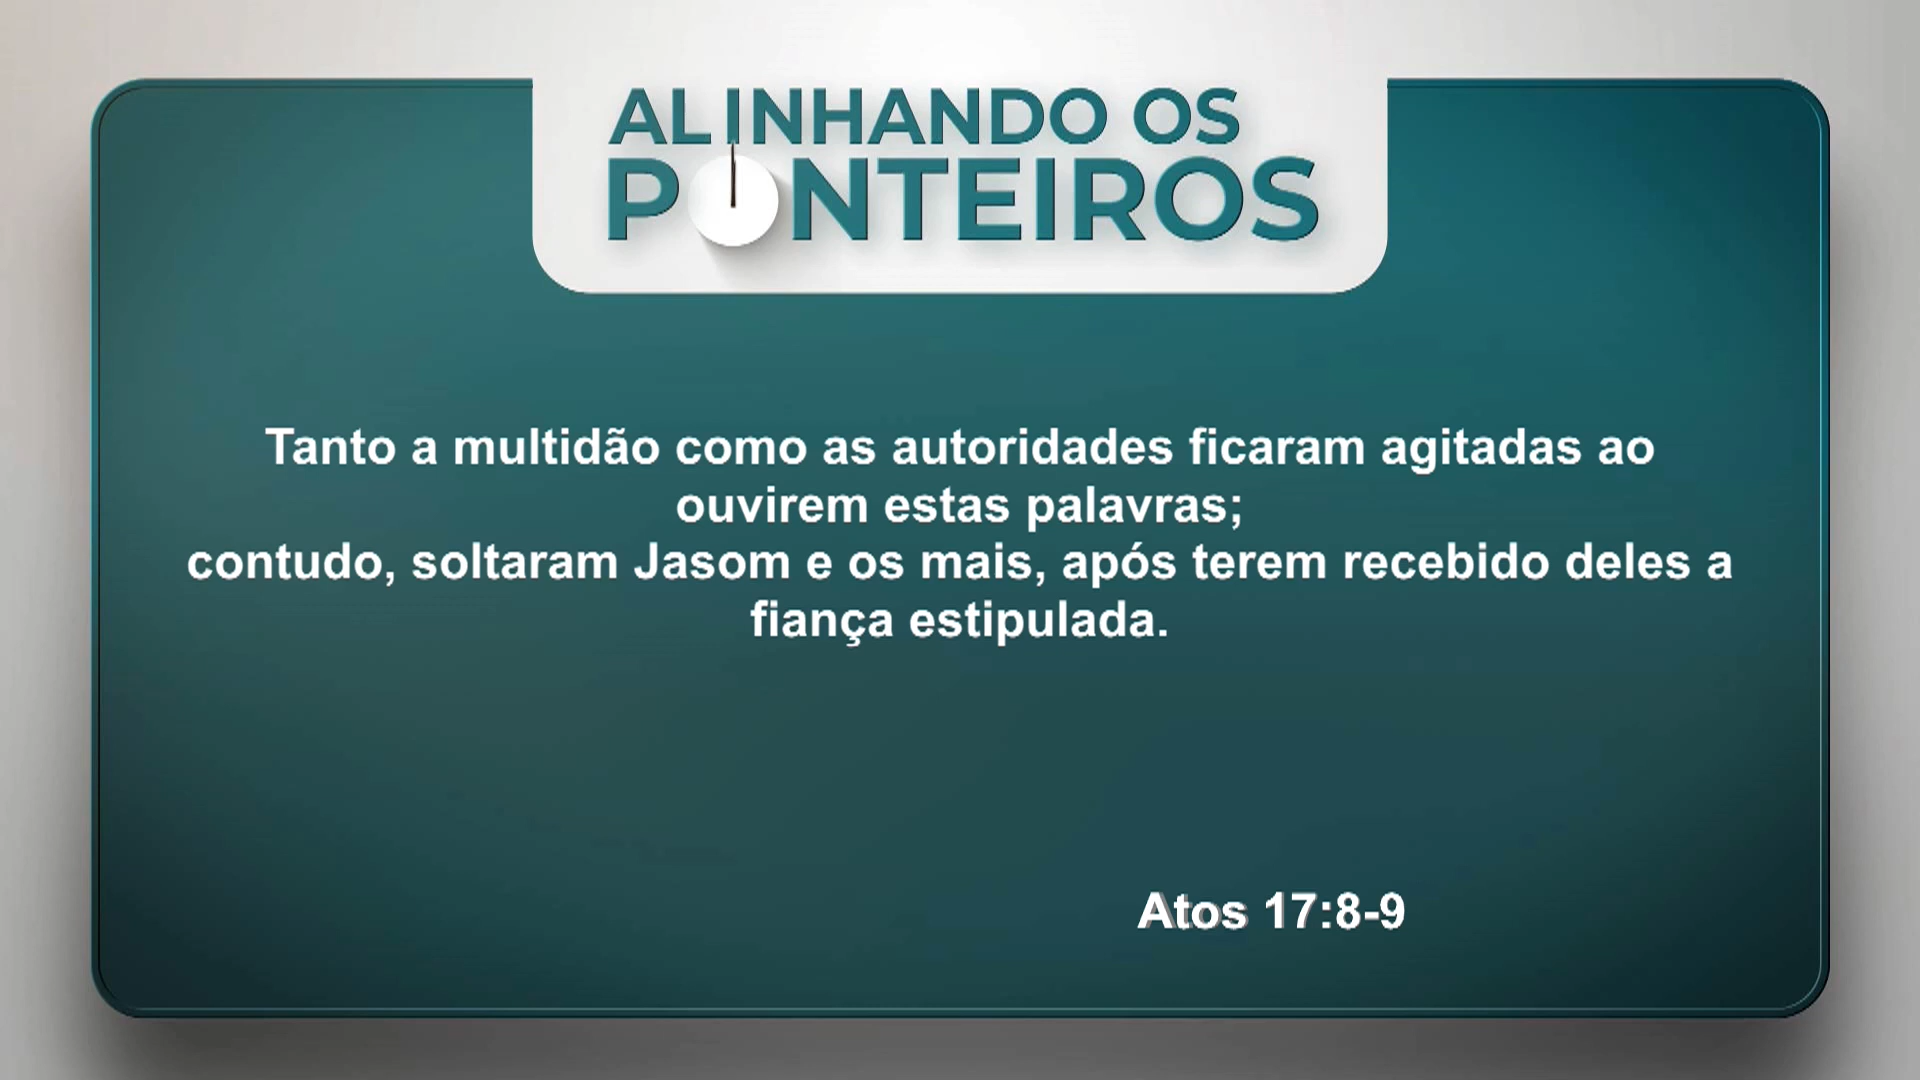 ALINHANDO OS
PONTEIROS
Tanto a multidão como as autoridades ficaram agitadas ao
ouvirem estas palavras;
contudo, soltaram Jasom e os mais, após terem recebido deles a
fiança estipulada.
Atos 17:8-9